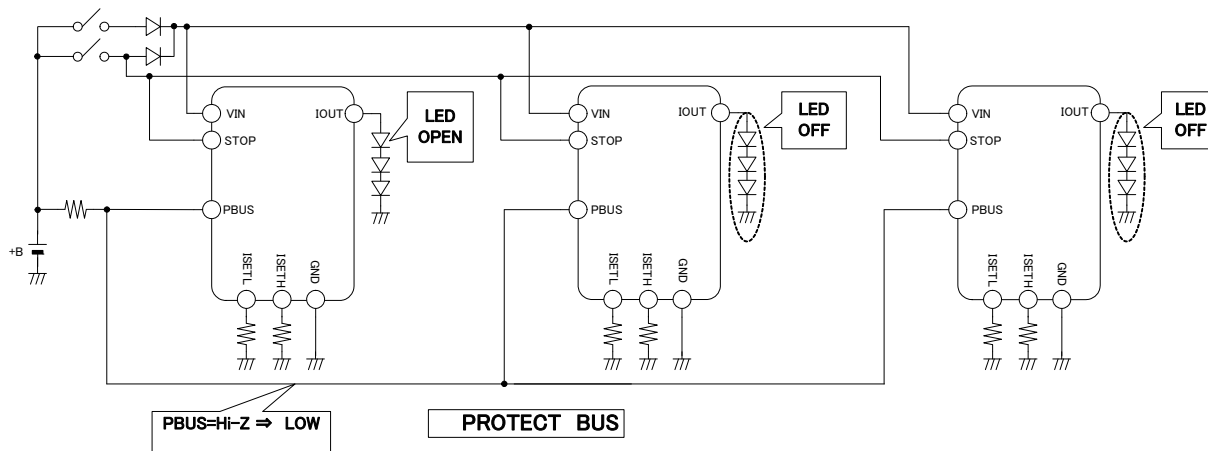 VIN
STOP
PBUS
IOUT
ISETL
ISETH
GND
LED
OPEN
VIN
STOP
PBUS
IOUT
ISETL
ISETH
GND
LED
OFF
VIN
STOP
PBUS
IOUT
ISETL
ISETH
GND
LED
OFF
+B
PBUS=Hi-Z ⇒ LOW
PROTECT BUS